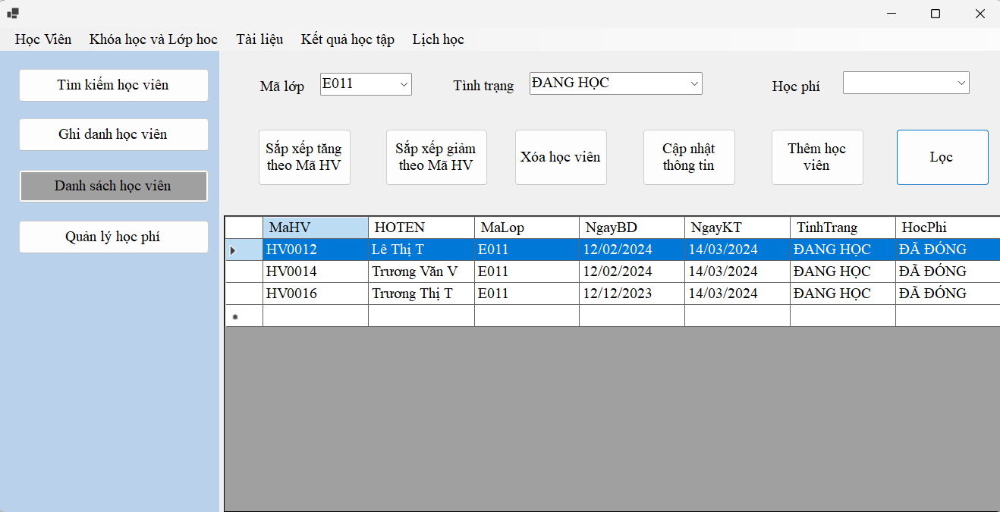 Học Viên Khóa học và Lớp hoc Tài liệu Kết quả học tập Lịch học
Tìm kiếm học viên
Ghi danh học viên
Danh sách học viên
Quản lý học phí
Mã lớp E011 Tình trạng ĐANG HỌC Học phí
Sắp xếp tăng
theo Mã HV
Sắp xếp giảm
theo Mã HV
Xóa học viên
Cập nhật
thông tin
Thêm học
viên
Lọc
MaHV HOTEN MaLop NgayBD NgayKT TinhTrang HocPhi
HV0012 Lê Thị T E011 12/02/2024 14/03/2024 ĐANG HỌC ĐÃ ĐÓNG
HV0014 Trương Văn V E011 12/02/2024 14/03/2024 ĐANG HỌC ĐÃ ĐÓNG
HV0016 Trương Thị T E011 12/12/2023 14/03/2024 ĐANG HỌC ĐÃ ĐÓNG